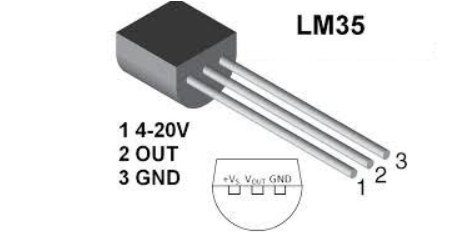 LM35
1 4-20V
2 OUT
3 GND
+Vs VOUT GND
1
2
3